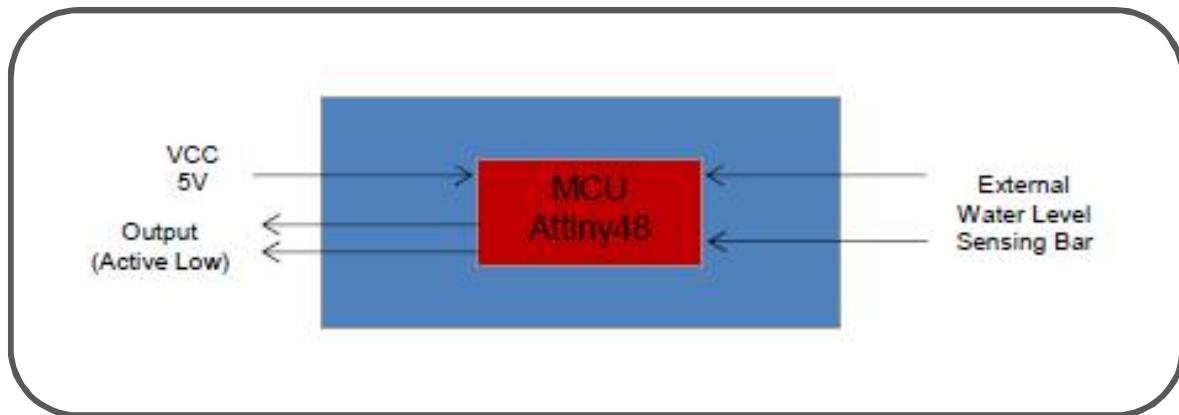 VCC
5V
Output
(Active Low)
MCU
Attiny48
External
Water Level
Sensing Bar